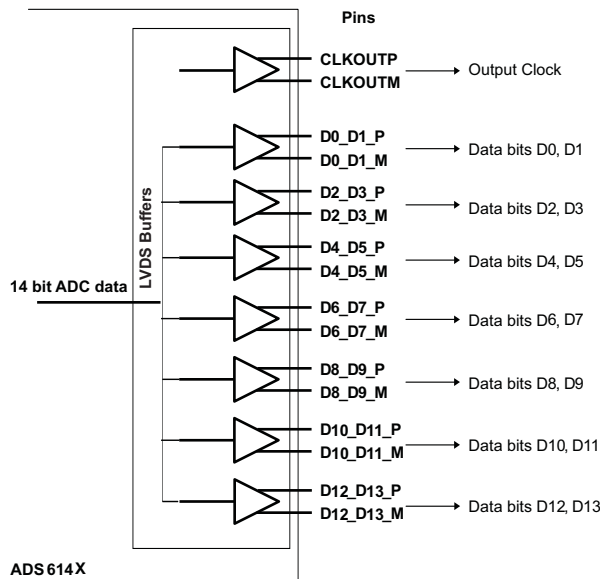 Pins
CLKOUTP
CLKOUTM
Output Clock
D0_D1_P
D0_D1_M
Data bits D0, D1
D2_D3_P
D2_D3_M
Data bits D2, D3
LVDS Buffers
D4_D5_P
D4_D5_M
Data bits D4, D5
14 bit ADC data
D6_D7_P
D6_D7_M
Data bits D6, D7
D8_D9_P
D8_D9_M
Data bits D8, D9
D10_D11_P
D10_D11_M
Data bits D10, D11
D12_D13_P
D12_D13_M
Data bits D12, D13
ADS614X